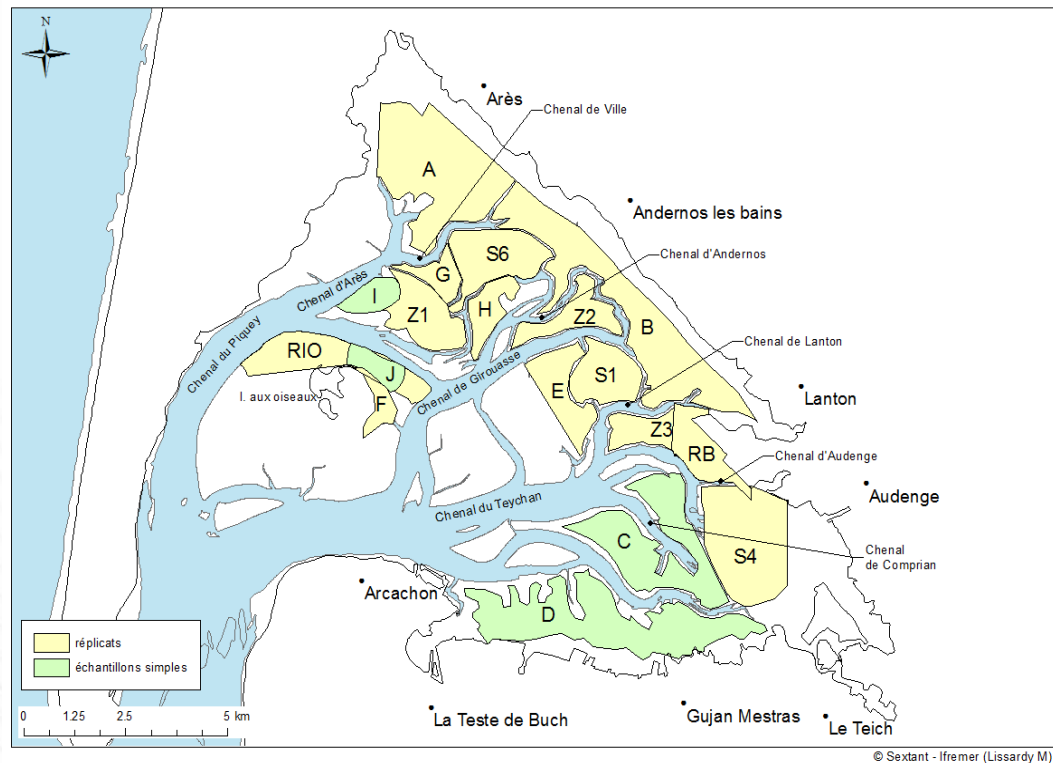 N
Arès
Chenal de Ville
A
Andernos les bains
S6
Chenal d'Andernos
G
Chenal d'Arès
I
H
Z1
Z2
B
Chenal du Piquey
RIO
Chenal de Girouasse
Chenal de Lanton
J
S1
I. aux oiseaux
E
Lanton
F
Z3
RB
Chenal d'Audenge
Audenge
Chenal du Teychan
C
S4
Chenal
de Comprian
Arcachon
D
réplicats
échantillons simples
0 1.25 2.5 5 km
La Teste de Buch
Gujan Mestras
Le Teich
© Sextant - Ifremer (Lissardy M)